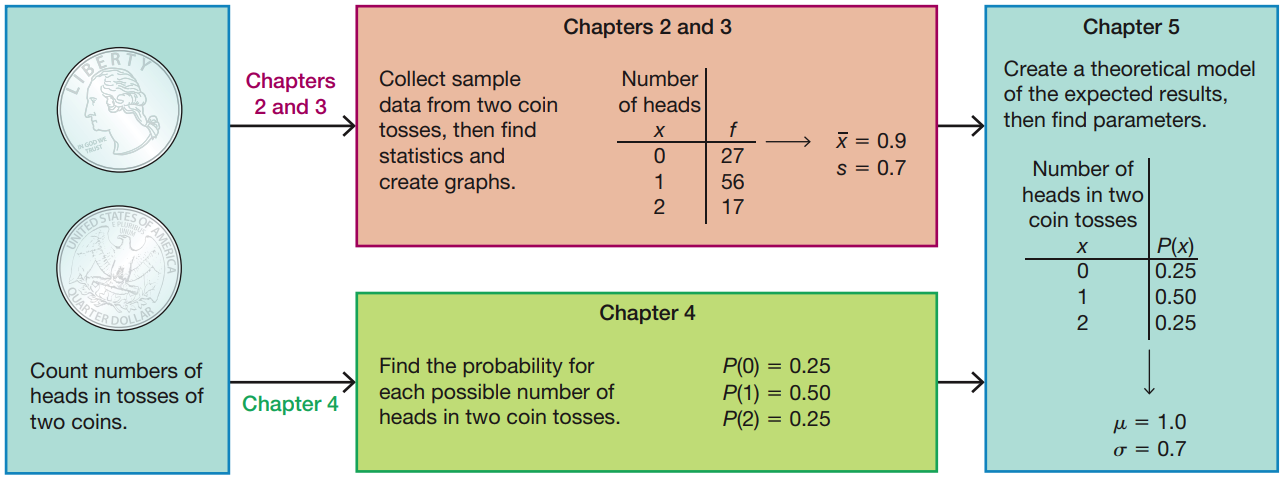 LIBERTY
IN GOD WE
TRUST
UNITED STATES OF AMERICA
E PLURIBUS
UNUM
QUARTER DOLLAR
Count numbers of
heads in tosses of
two coins.
Chapters
2 and 3
Chapter 4
Chapters 2 and 3
Collect sample
data from two coin
tosses, then find
statistics and
create graphs.
Number
of heads
x f
0 27
1 56
2 17
x̄ = 0.9
s = 0.7
Chapter 4
Find the probability for
each possible number of
heads in two coin tosses.
P(0) = 0.25
P(1) = 0.50
P(2) = 0.25
Chapter 5
Create a theoretical model
of the expected results,
then find parameters.
Number of
heads in two
coin tosses
x P(x)
0 0.25
1 0.50
2 0.25
μ = 1.0
σ = 0.7